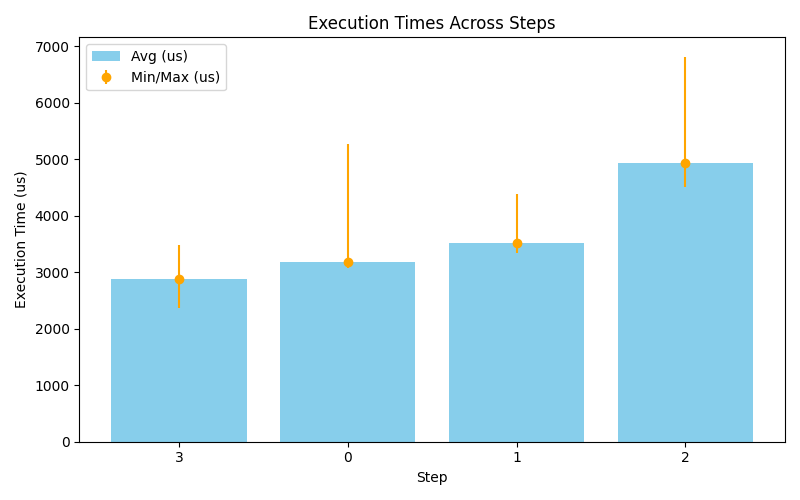 Execution Times Across Steps
Avg (us)
Min/Max (us)
Execution Time (us)
7000
6000
5000
4000
3000
2000
1000
0
3 0 1 2
Step